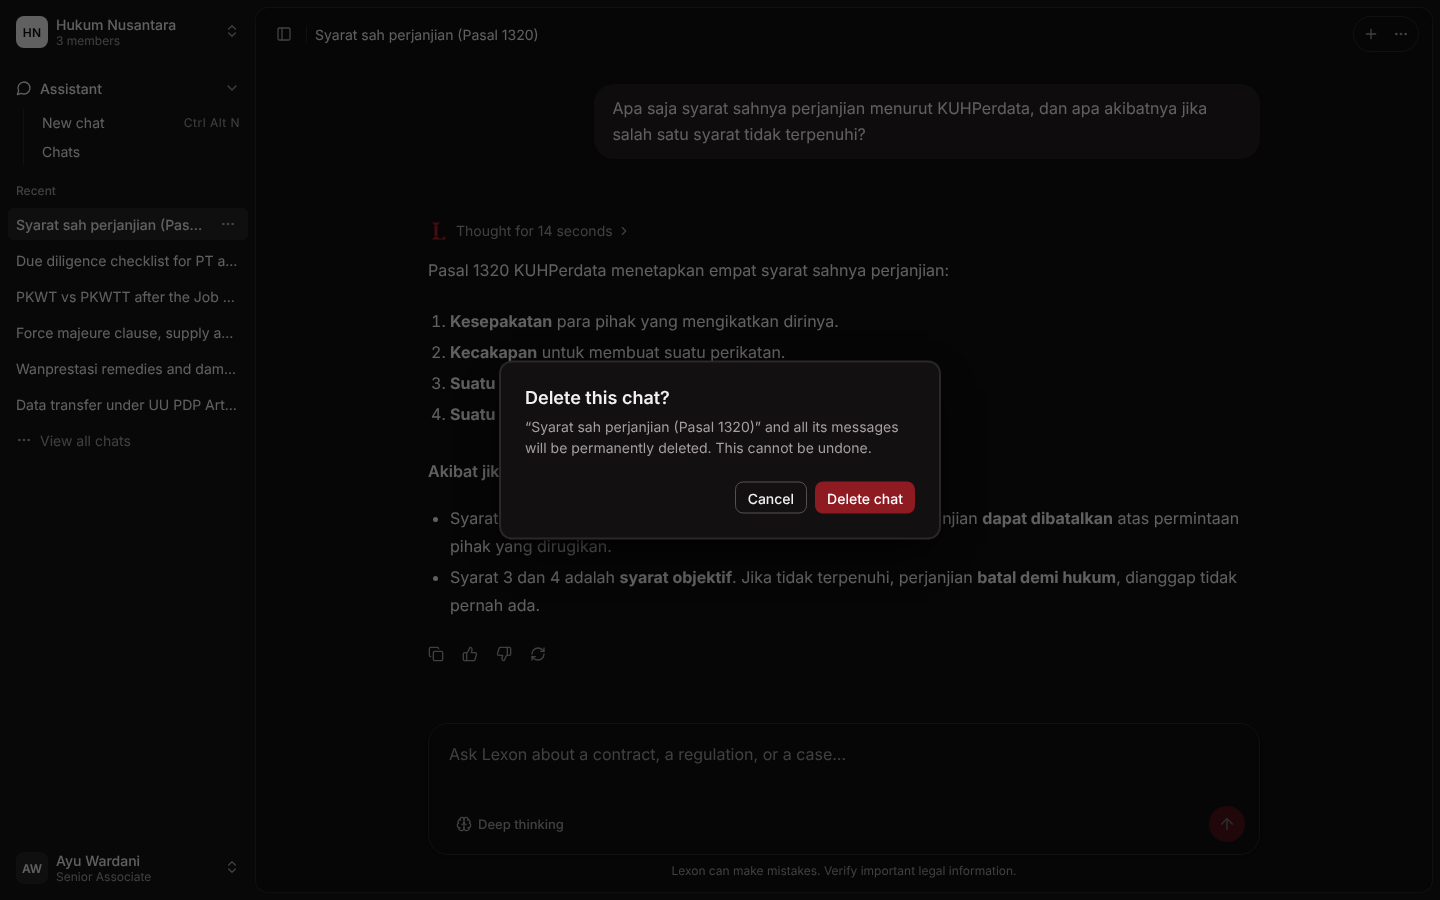 HN
Hukum Nusantara
3 members
Assistant
New chat
Ctrl Alt N
Chats
Recent
Syarat sah perjanjian (Pas...
Due diligence checklist for PT a...
PKWT vs PKWTT after the Job ...
Force majeure clause, supply a...
Wanprestasi remedies and dam...
Data transfer under UU PDP Art...
View all chats
AW
Ayu Wardani
Senior Associate
Syarat sah perjanjian (Pasal 1320)
Apa saja syarat sahnya perjanjian menurut KUHPerdata, dan apa akibatnya jika
salah satu syarat tidak terpenuhi?
L
Thought for 14 seconds
Pasal 1320 KUHPerdata menetapkan empat syarat sahnya perjanjian:
1. Kesepakatan para pihak yang mengikatkan dirinya.
2. Kecakapan untuk membuat suatu perikatan.
3. Suatu
4. Suatu
Delete this chat?
“Syarat sah perjanjian (Pasal 1320)” and all its messages
will be permanently deleted. This cannot be undone.
Cancel
Delete chat
Akibat jik
• Syarat
njian dapat dibatalkan atas permintaan
pihak yang dirugikan.
• Syarat 3 dan 4 adalah syarat objektif. Jika tidak terpenuhi, perjanjian batal demi hukum, dianggap tidak
pernah ada.
Ask Lexon about a contract, a regulation, or a case...
Deep thinking
Lexon can make mistakes. Verify important legal information.